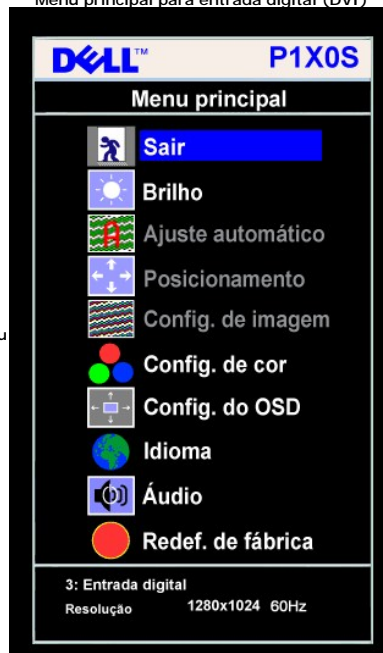 Menu principal para entrada digital (DVI)
DELL™ P1X0S
Menu principal
Sair
Brilho
Ajuste automático
Posicionamento
Config. de imagem
u
Config. de cor
Config. do OSD
Idioma
Áudio
Redef. de fábrica
3: Entrada digital
Resolução 1280x1024 60Hz